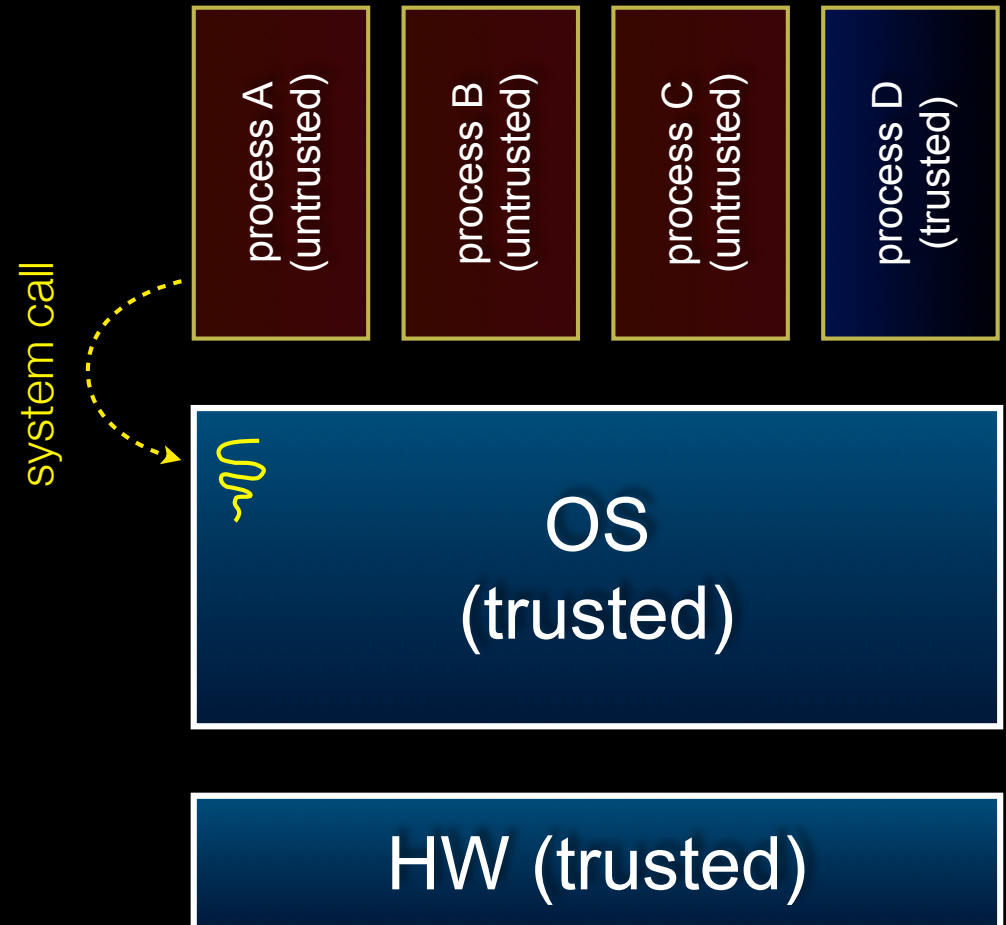 process A
(untrusted)
process B
(untrusted)
process C
(untrusted)
process D
(trusted)
system call
OS
(trusted)
HW (trusted)